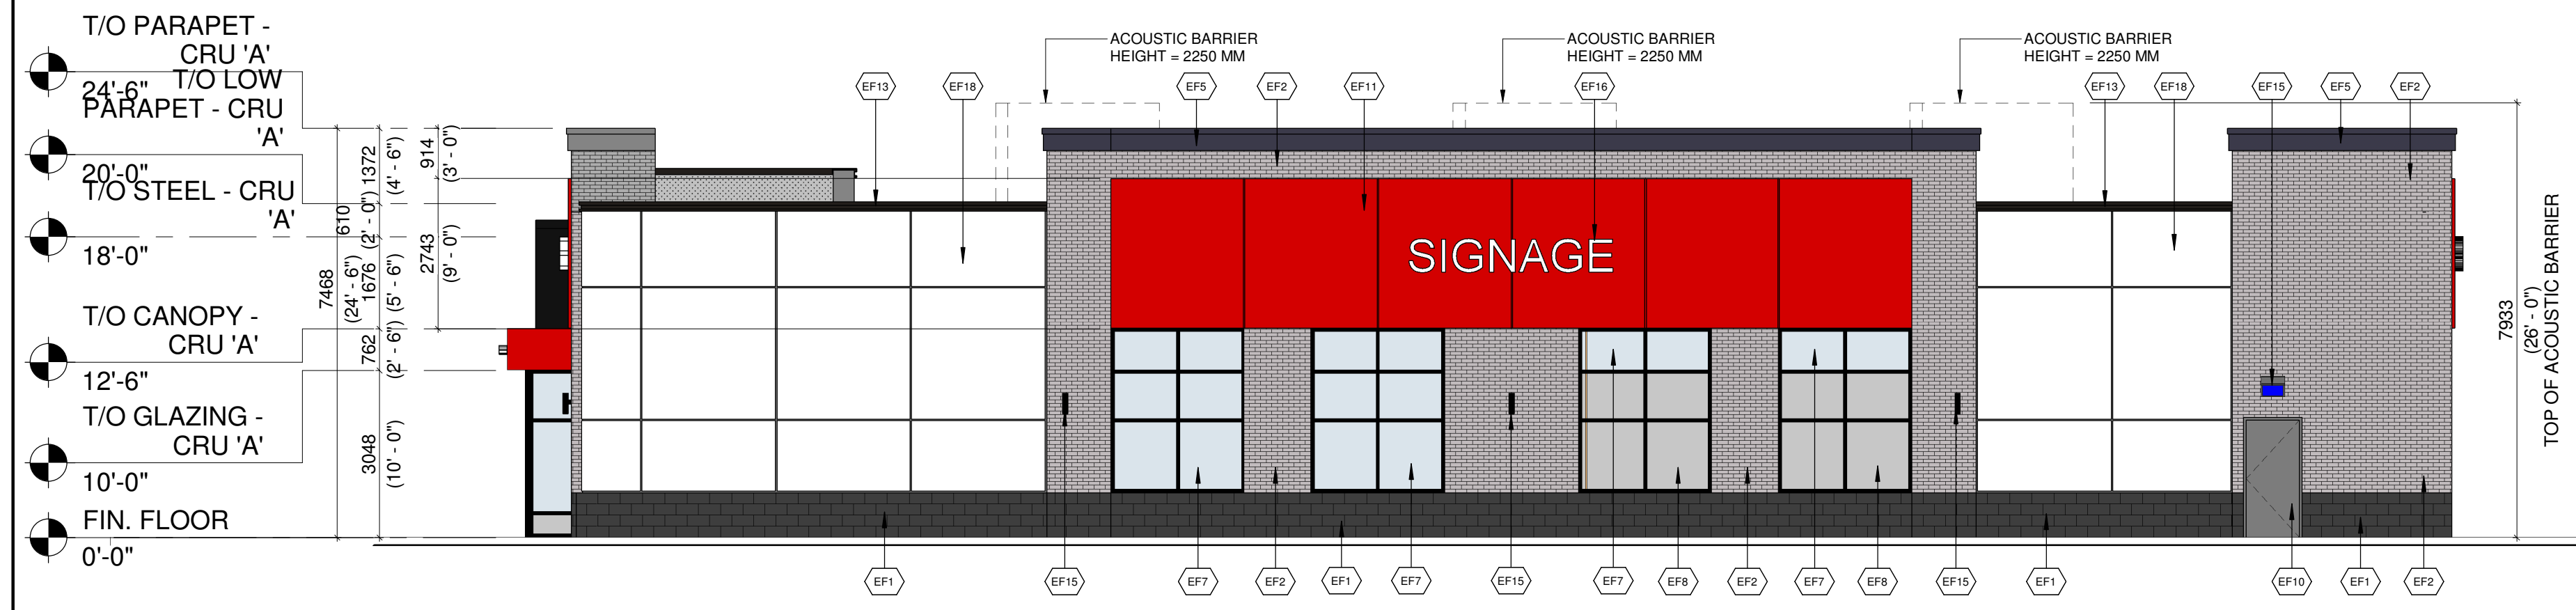 T/O PARAPET -
CRU 'A'
24'-6"
T/O LOW
PARAPET - CRU
'A'
20'-0"
T/O STEEL - CRU
'A'
18'-0"
T/O CANOPY -
CRU 'A'
12'-6"
T/O GLAZING -
CRU 'A'
10'-0"
FIN. FLOOR
0'-0"
7468
(24' - 6")
610
(2' - 0")
1372
(4' - 6")
1676
(5' - 6")
762
(2' - 6")
3048
(10' - 0")
914
(3' - 0")
2743
(9' - 0")
ACOUSTIC BARRIER
HEIGHT = 2250 MM
ACOUSTIC BARRIER
HEIGHT = 2250 MM
ACOUSTIC BARRIER
HEIGHT = 2250 MM
EF13
EF18
EF5
EF2
EF11
EF16
EF13
EF18
EF15
EF5
EF2
SIGNAGE
7933
(26' - 0")
TOP OF ACOUSTIC BARRIER
EF1
EF15
EF7
EF2
EF1
EF7
EF15
EF7
EF8
EF2
EF7
EF8
EF15
EF1
EF10
EF1
EF2